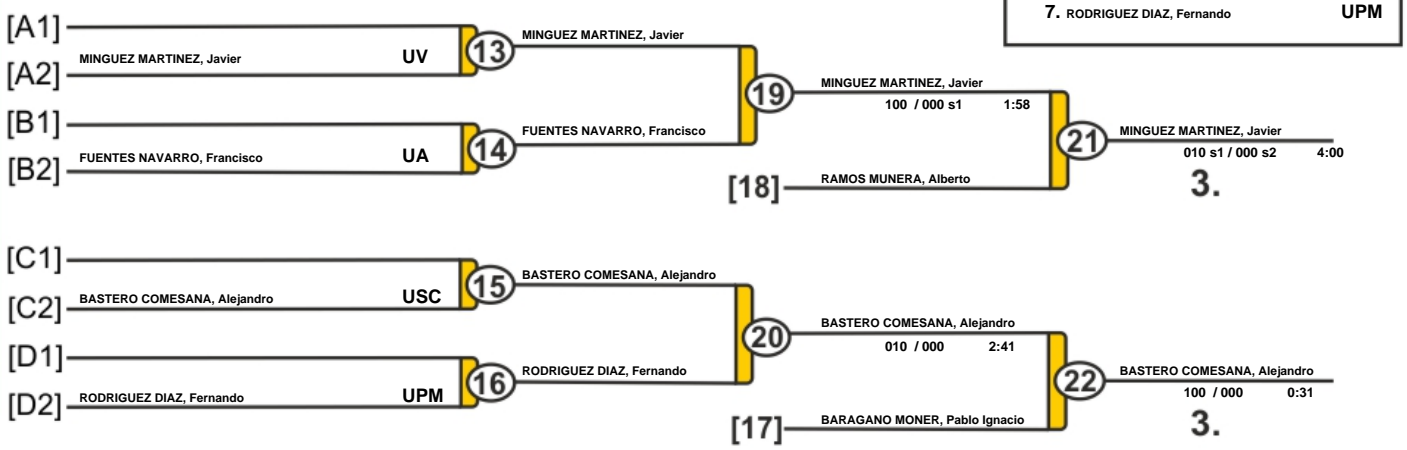 7. RODRIGUEZ DIAZ, Fernando UPM
[A1]
MINGUEZ MARTINEZ, Javier UV
[A2]
13
MINGUEZ MARTINEZ, Javier
[B1]
FUENTES NAVARRO, Francisco UA
[B2]
14
FUENTES NAVARRO, Francisco
19
MINGUEZ MARTINEZ, Javier
100 / 000 s1 1:58
[18]
RAMOS MUNERA, Alberto
21
MINGUEZ MARTINEZ, Javier
010 s1 / 000 s2 4:00
3.
[C1]
BASTERO COMESANA, Alejandro USC
[C2]
15
BASTERO COMESANA, Alejandro
[D1]
RODRIGUEZ DIAZ, Fernando UPM
[D2]
16
RODRIGUEZ DIAZ, Fernando
20
BASTERO COMESANA, Alejandro
010 / 000 2:41
[17]
BARAGANO MONER, Pablo Ignacio
22
BASTERO COMESANA, Alejandro
100 / 000 0:31
3.